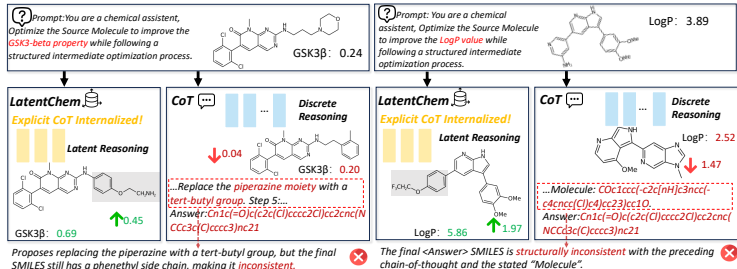 Prompt:You are a chemical assistant,
Optimize the Source Molecule to improve the
GSK3-beta property while following a
structured intermediate optimization process.
GSK3β: 0.24
LatentChem
Explicit CoT Internalized!
Latent Reasoning
GSK3β: 0.69
0.45
CoT
Discrete
Reasoning
0.04
GSK3β: 0.20
...Replace the piperazine moiety with a
tert-butyl group. Step 5:...
Answer:Cn1c(=O)c(c2c(Cl)cccc2Cl)cc2cnc(N
CCc3c(C)cccc3)nc21
Proposes replacing the piperazine with a tert-butyl group, but the final
SMILES still has a phenethyl side chain, making it inconsistent.
Prompt:You are a chemical
assistant, Optimize the Source Molecule
to improve the LogP value while
following a structured intermediate
optimization process.
LogP: 3.89
LatentChem
Explicit CoT Internalized!
Latent Reasoning
LogP: 5.86
1.97
CoT
Discrete
Reasoning
LogP: 2.52
1.47
...Molecule: COc1ccc(-c2c[nH]c3ncc(-
c4cncc(Cl)c4)cc23)cc1O.
Answer:Cn1c(=O)c(c2c(Cl)cccc2Cl)cc2cnc(
NCCc3c(C)cccc3)nc21
The final <Answer> SMILES is structurally inconsistent with the preceding
chain-of-thought and the stated "Molecule".